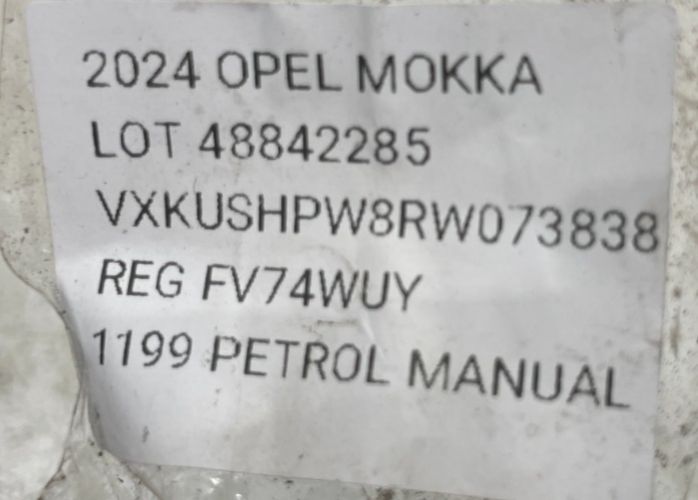 2024 OPEL MOKKA
LOT 48842285
VXKUSHPW8RW073838
REG FV74WUY
1199 PETROL MANUAL